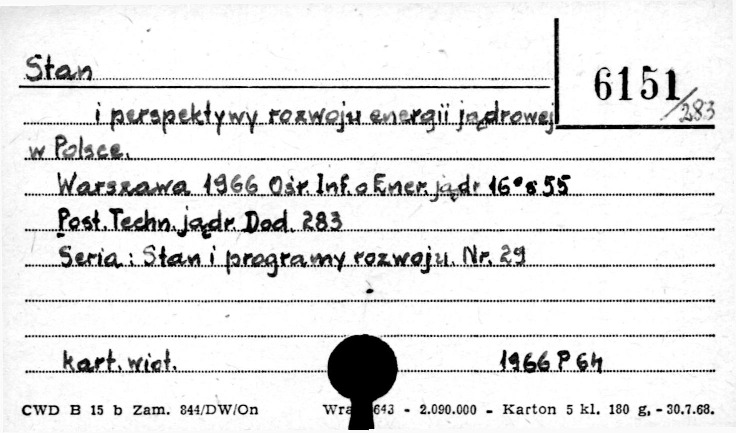 Stan
6151/283
i perspektywy rozwoju energii jądrowej
w Polsce.
Warszawa 1966 Ośr. Inf. o Ener. jądr 16° s 55
Post. Techn. jądr. Dod. 283
Seria: Stan i programy rozwoju. Nr. 29
kart. wiot. 1966 P 64
CWD B 15 b Zam. 844/DW/On Wra 643 - 2.090.000 - Karton 5 kl. 180 g, - 30.7.68.